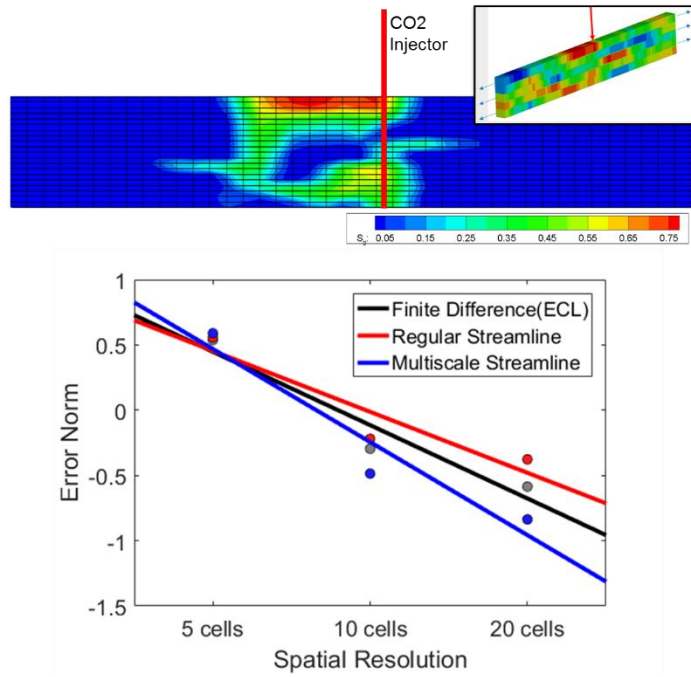 CO2
Injector
Sg: 0.05 0.15 0.25 0.35 0.45 0.55 0.65 0.75
1
0.5
0
-0.5
-1
-1.5
Error Norm
Finite Difference(ECL)
Regular Streamline
Multiscale Streamline
5 cells 10 cells 20 cells
Spatial Resolution